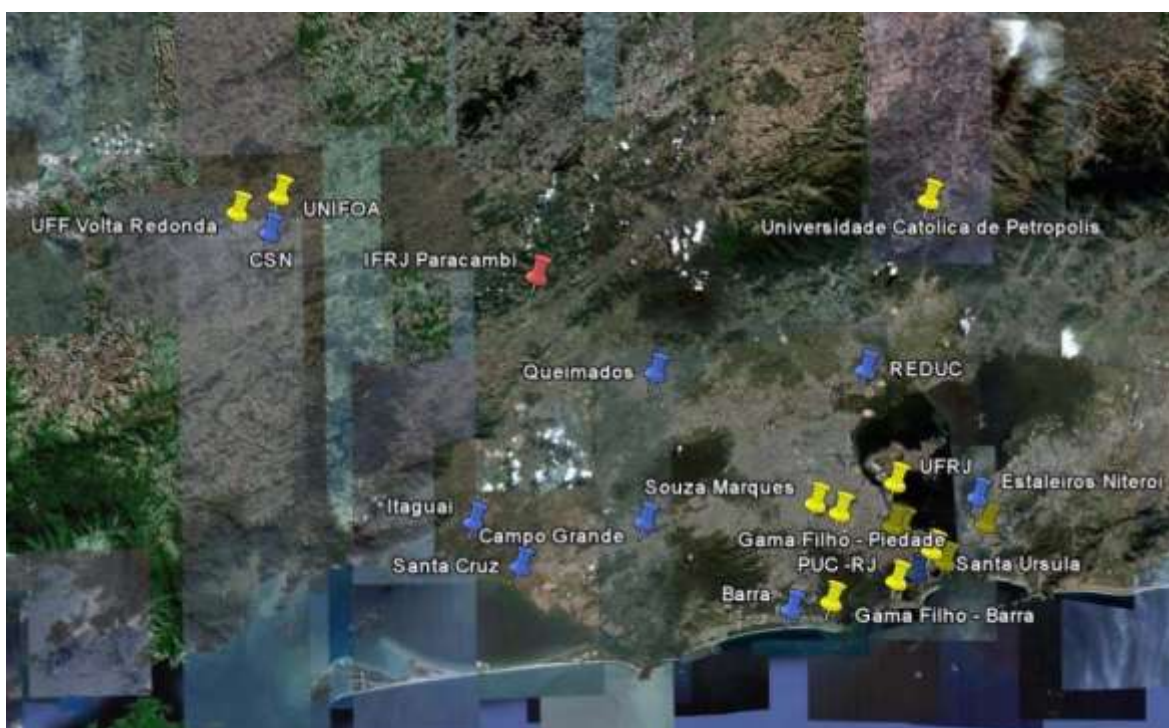 UNIFOA
UFF Volta Redonda
CSN
Universidade Catolica de Petropolis
IFRJ Paracambi
Queimados
REDUC
UFRJ
Souza Marques
Estaleiros Niteroi
Itaguai
Campo Grande
Gama Filho - Piedade
Santa Cruz
PUC -RJ
Santa Ursula
Barra
Gama Filho - Barra